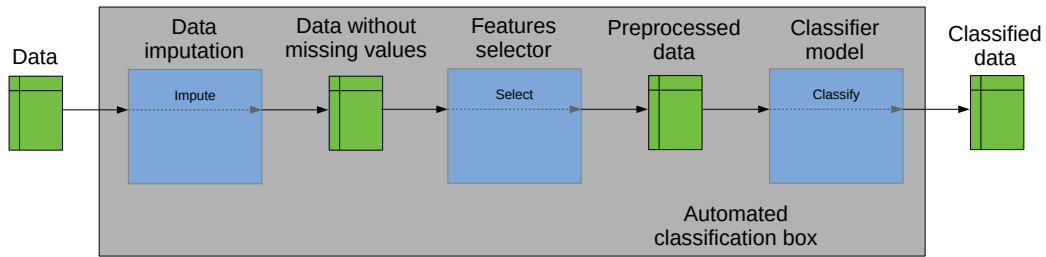 Data
Data
imputation
Impute
Data without
missing values
Features
selector
Select
Preprocessed
data
Classifier
model
Classify
Classified
data
Automated
classification box